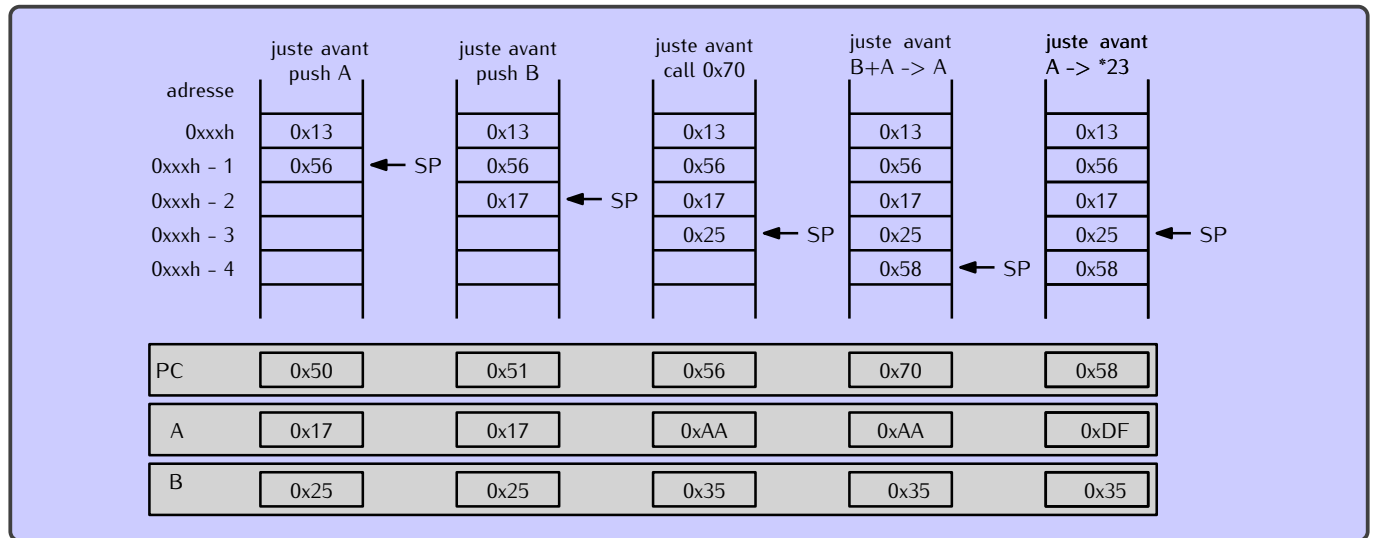 juste avant juste avant juste avant juste avant juste avant
push A push B call 0x70 B+A -> A A -> *23
adresse
0xxxh 0x13 0x13 0x13 0x13 0x13
0xxxh – 1 0x56 SP 0x56 0x56 0x56 0x56
0xxxh – 2 0x17 SP 0x17 0x17 0x17
0xxxh – 3 0x25 SP 0x25 0x25 SP
0xxxh – 4 0x58 SP 0x58
PC 0x50 0x51 0x56 0x70 0x58
A 0x17 0x17 0xAA 0xAA 0xDF
B 0x25 0x25 0x35 0x35 0x35